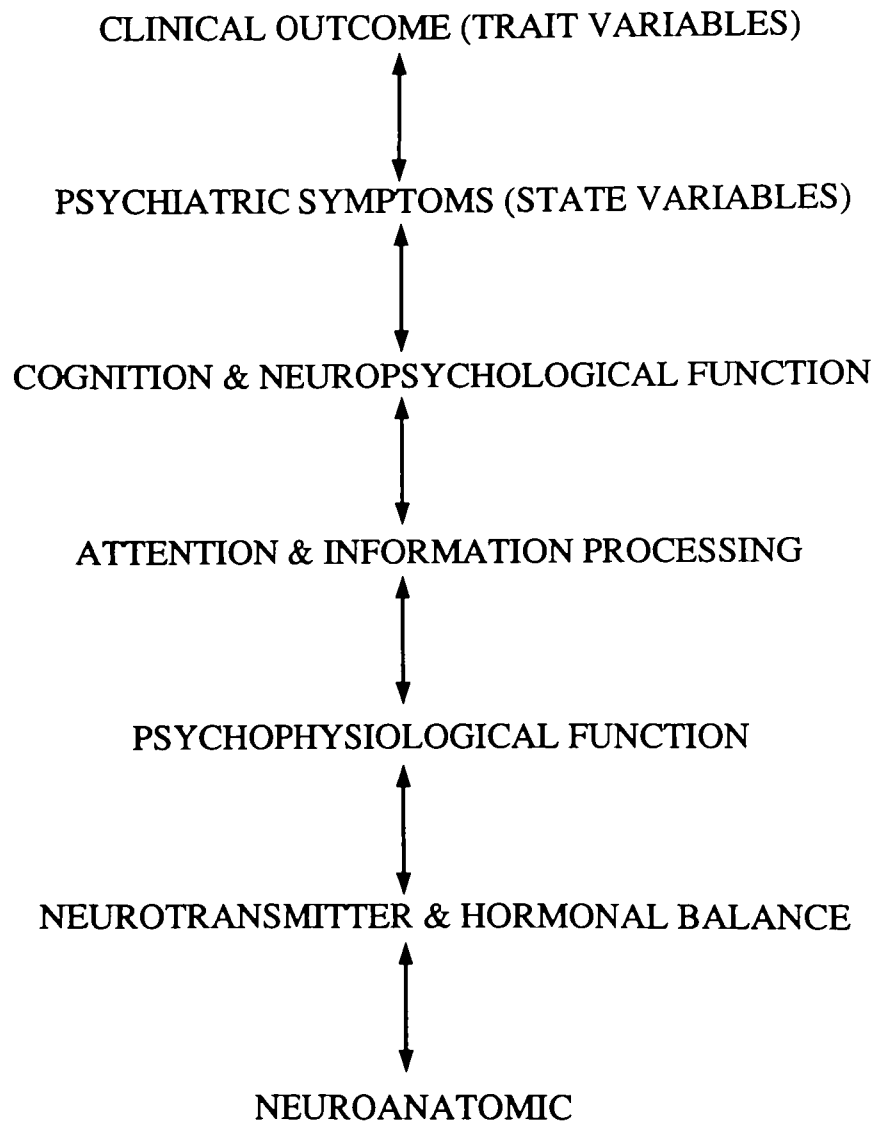 CLINICAL OUTCOME (TRAIT VARIABLES)
PSYCHIATRIC SYMPTOMS (STATE VARIABLES)
COGNITION & NEUROPSYCHOLOGICAL FUNCTION
ATTENTION & INFORMATION PROCESSING
PSYCHOPHYSIOLOGICAL FUNCTION
NEUROTRANSMITTER & HORMONAL BALANCE
NEUROANATOMIC